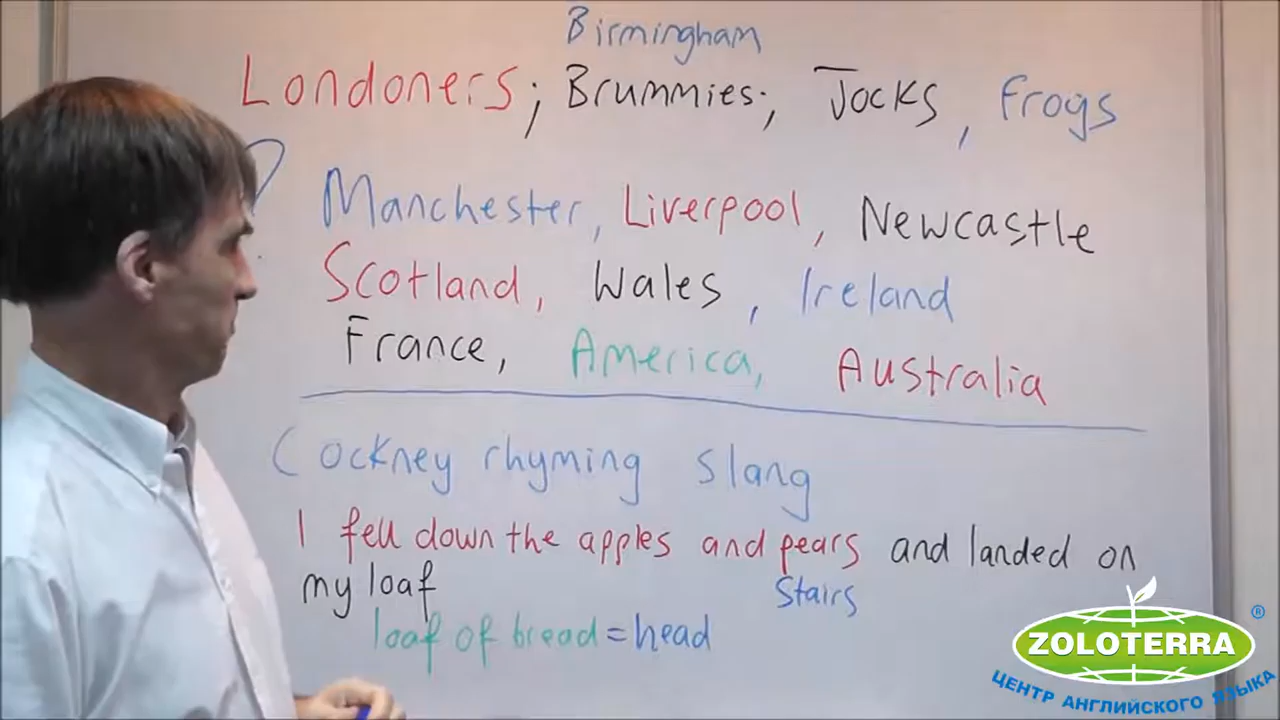 Birmingham
Londoners; Brummies; Jocks, Frogs
Manchester, Liverpool, Newcastle
Scotland, Wales, Ireland
France, America, Australia
Cockney rhyming slang
I fell down the apples and pears and landed on
my loaf
stairs
loaf of bread = head
ZOLOTERRA ®
ЦЕНТР АНГЛИЙСКОГО ЯЗЫКА